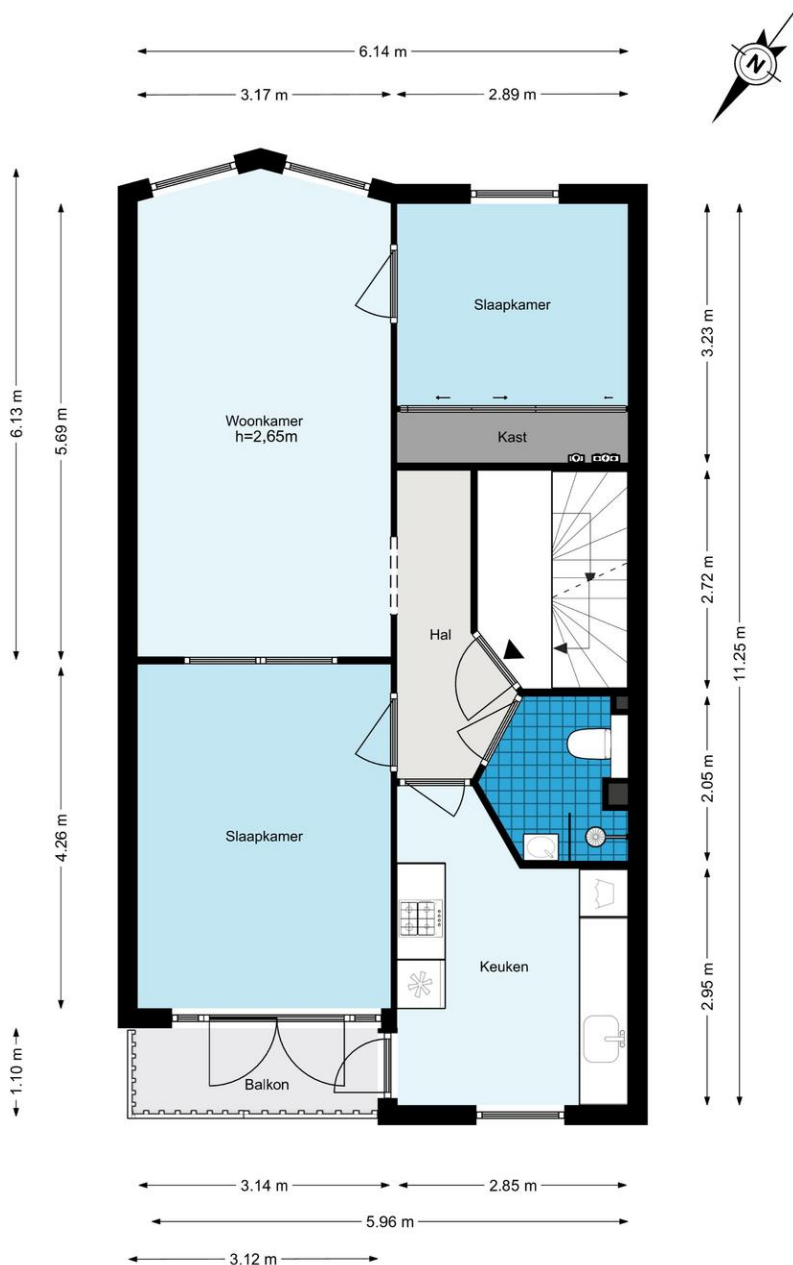 6.14 m
3.17 m
2.89 m
N
6.13 m
5.69 m
3.23 m
Slaapkamer
Woonkamer
h=2,65m
Kast
2.72 m
11.25 m
Hal
2.05 m
4.26 m
Slaapkamer
Keuken
2.95 m
1.10 m
Balkon
3.14 m
2.85 m
5.96 m
3.12 m